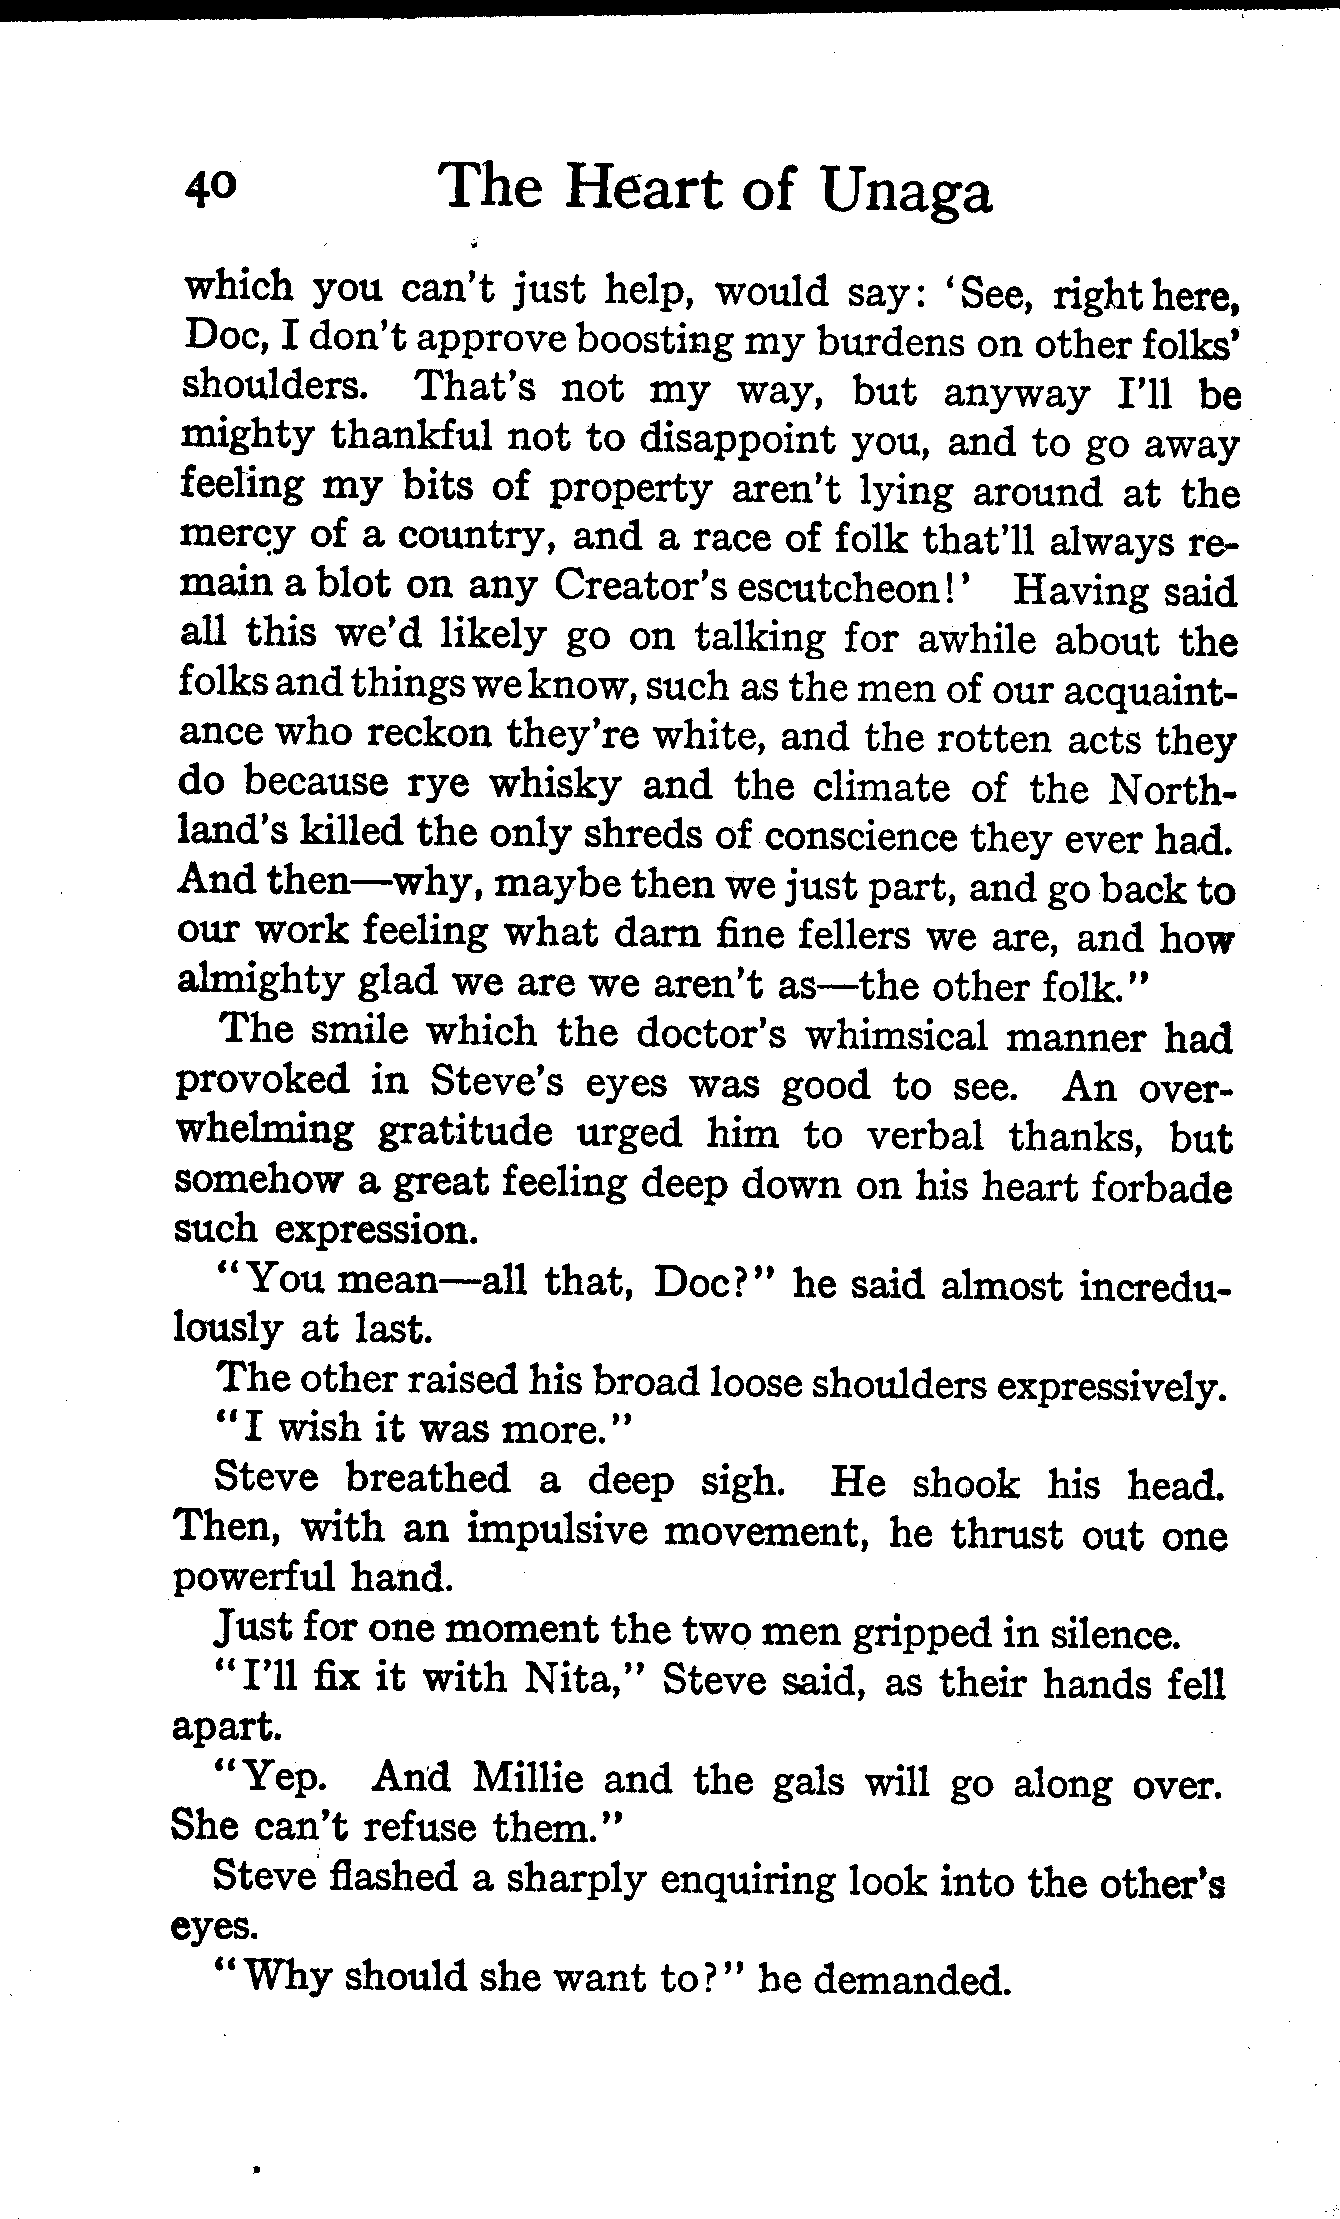 40 The Heart of Unaga
which you can't just help, would say: 'See, right here,
Doc, I don't approve boosting my burdens on other folks'
shoulders. That's not my way, but anyway I'll be
mighty thankful not to disappoint you, and to go away
feeling my bits of property aren't lying around at the
mercy of a country, and a race of folk that'll always re-
main a blot on any Creator's escutcheon!' Having said
all this we'd likely go on talking for awhile about the
folks and things we know, such as the men of our acquaint-
ance who reckon they're white, and the rotten acts they
do because rye whisky and the climate of the North-
land's killed the only shreds of conscience they ever had.
And then—why, maybe then we just part, and go back to
our work feeling what darn fine fellers we are, and how
almighty glad we are we aren't as—the other folk."
The smile which the doctor's whimsical manner had
provoked in Steve's eyes was good to see. An over-
whelming gratitude urged him to verbal thanks, but
somehow a great feeling deep down on his heart forbade
such expression.
"You mean—all that, Doc?" he said almost incredu-
lously at last.
The other raised his broad loose shoulders expressively.
"I wish it was more."
Steve breathed a deep sigh. He shook his head.
Then, with an impulsive movement, he thrust out one
powerful hand.
Just for one moment the two men gripped in silence.
"I'll fix it with Nita," Steve said, as their hands fell
apart.
"Yep. And Millie and the gals will go along over.
She can't refuse them."
Steve flashed a sharply enquiring look into the other's
eyes.
"Why should she want to?" he demanded.